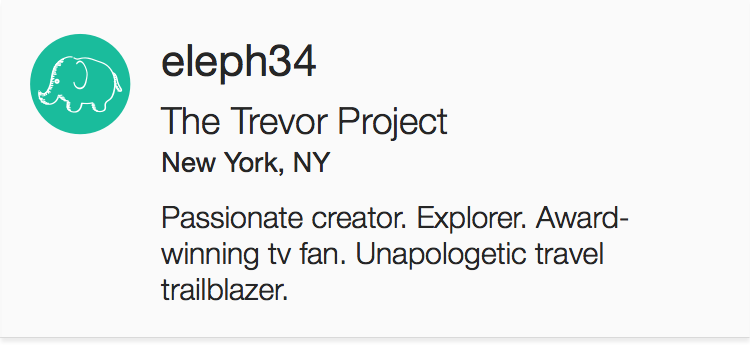 eleph34
The Trevor Project
New York, NY
Passionate creator. Explorer. Award-
winning tv fan. Unapologetic travel
trailblazer.